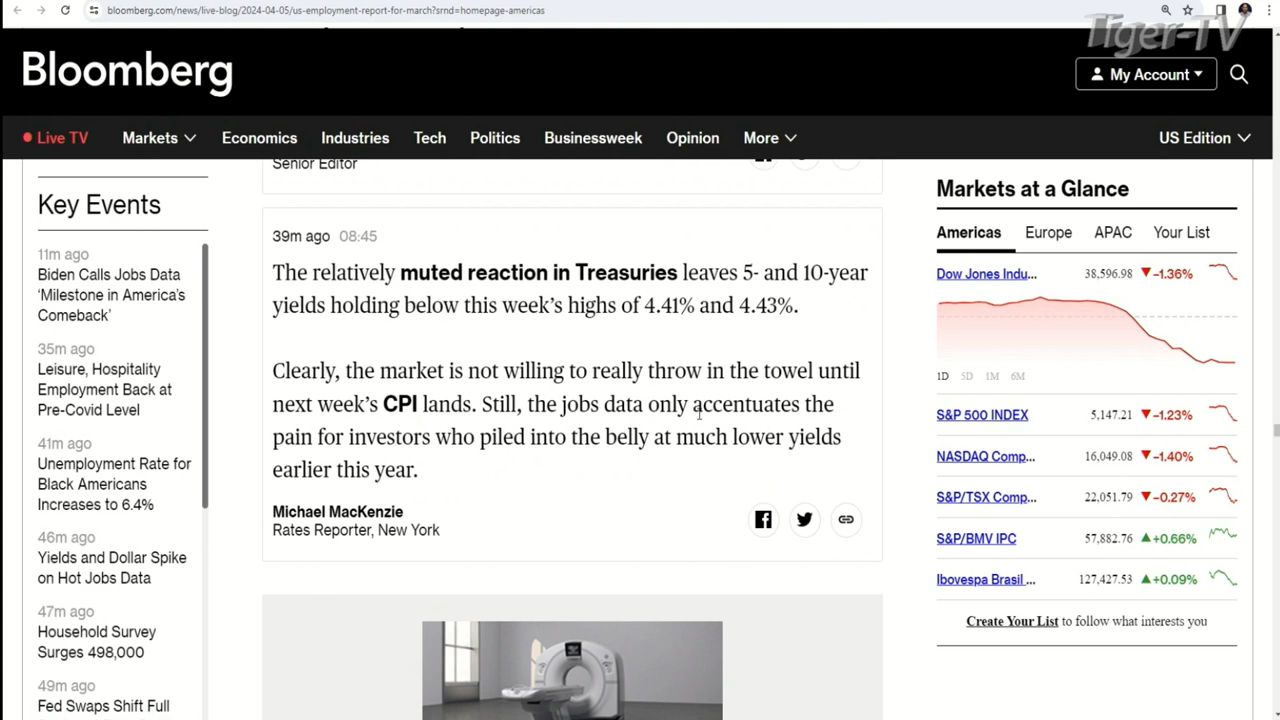 bloomberg.com/news/live-blog/2024-04-05/us-employment-report-for-march?srnd=homepage-americas
Tiger-TV
Bloomberg
My Account
Live TV
Markets
Economics
Industries
Tech
Politics
Businessweek
Opinion
More
US Edition
Key Events
11m ago
Biden Calls Jobs Data
‘Milestone in America’s
Comeback’
35m ago
Leisure, Hospitality
Employment Back at
Pre-Covid Level
41m ago
Unemployment Rate for
Black Americans
Increases to 6.4%
46m ago
Yields and Dollar Spike
on Hot Jobs Data
47m ago
Household Survey
Surges 498,000
49m ago
Fed Swaps Shift Full
Senior Editor
39m ago 08:45
The relatively muted reaction in Treasuries leaves 5- and 10-year
yields holding below this week’s highs of 4.41% and 4.43%.
Clearly, the market is not willing to really throw in the towel until
next week’s CPI lands. Still, the jobs data only accentuates the
pain for investors who piled into the belly at much lower yields
earlier this year.
Michael MacKenzie
Rates Reporter, New York
Markets at a Glance
Americas Europe APAC Your List
Dow Jones Indu... 38,596.98 -1.36%
1D 5D 1M 6M
S&P 500 INDEX 5,147.21 -1.23%
NASDAQ Comp... 16,049.08 -1.40%
S&P/TSX Comp... 22,051.79 -0.27%
S&P/BMV IPC 57,882.76 +0.66%
Ibovespa Brasil ... 127,427.53 +0.09%
Create Your List to follow what interests you